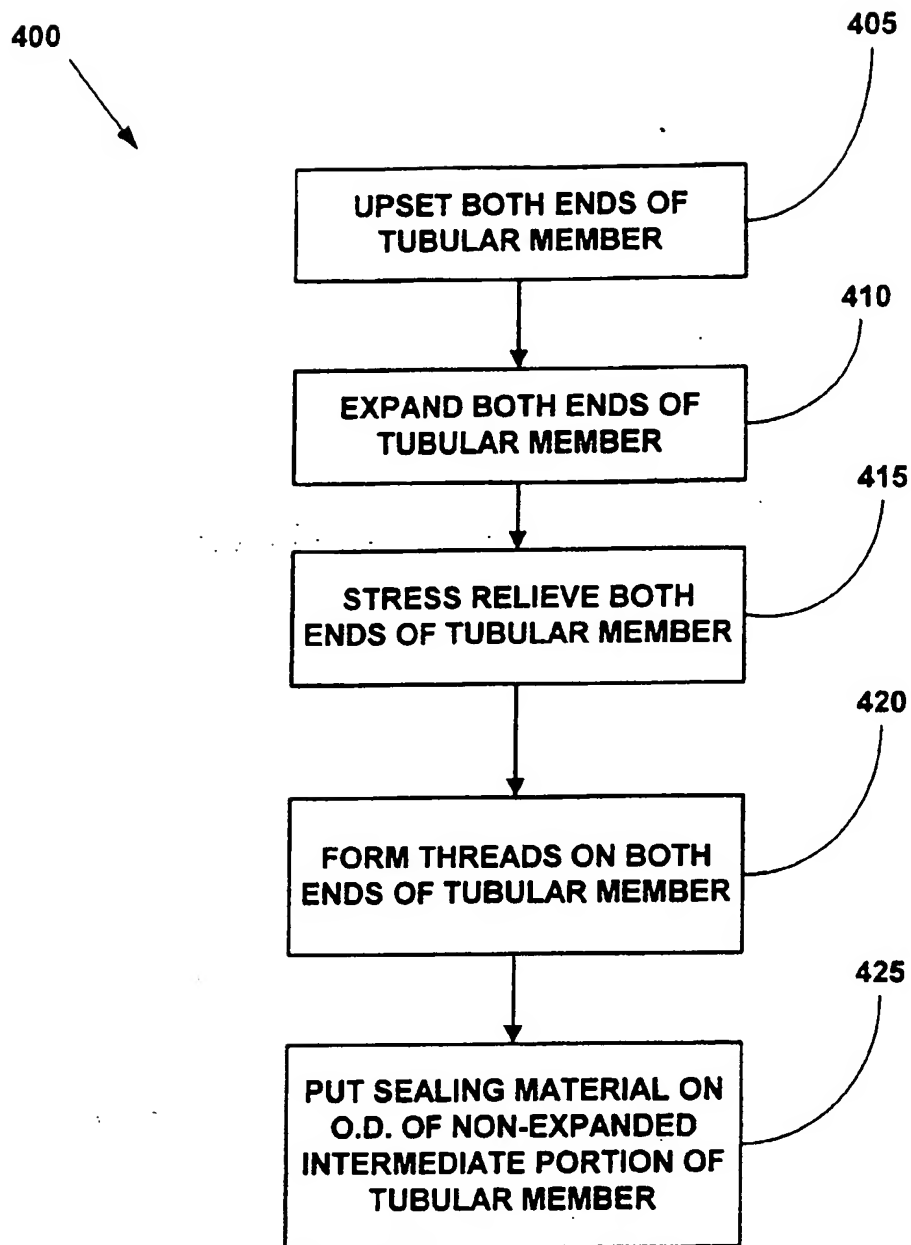 400
405
UPSET BOTH ENDS OF
TUBULAR MEMBER
410
EXPAND BOTH ENDS OF
TUBULAR MEMBER
415
STRESS RELIEVE BOTH
ENDS OF TUBULAR MEMBER
420
FORM THREADS ON BOTH
ENDS OF TUBULAR MEMBER
425
PUT SEALING MATERIAL ON
O.D. OF NON-EXPANDED
INTERMEDIATE PORTION OF
TUBULAR MEMBER